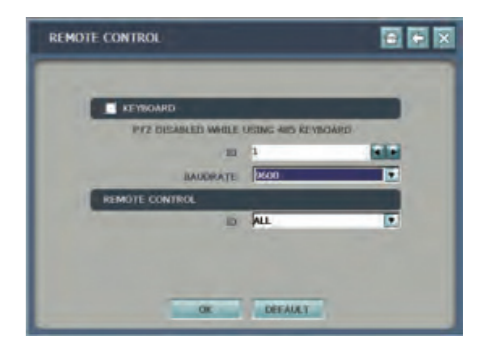 REMOTE CONTROL
KEYBOARD
PTZ DISABLED WHILE USING 485 KEYBOARD
ID 1
BAUDRATE 9600
REMOTE CONTROL
ID ALL
OK DEFAULT